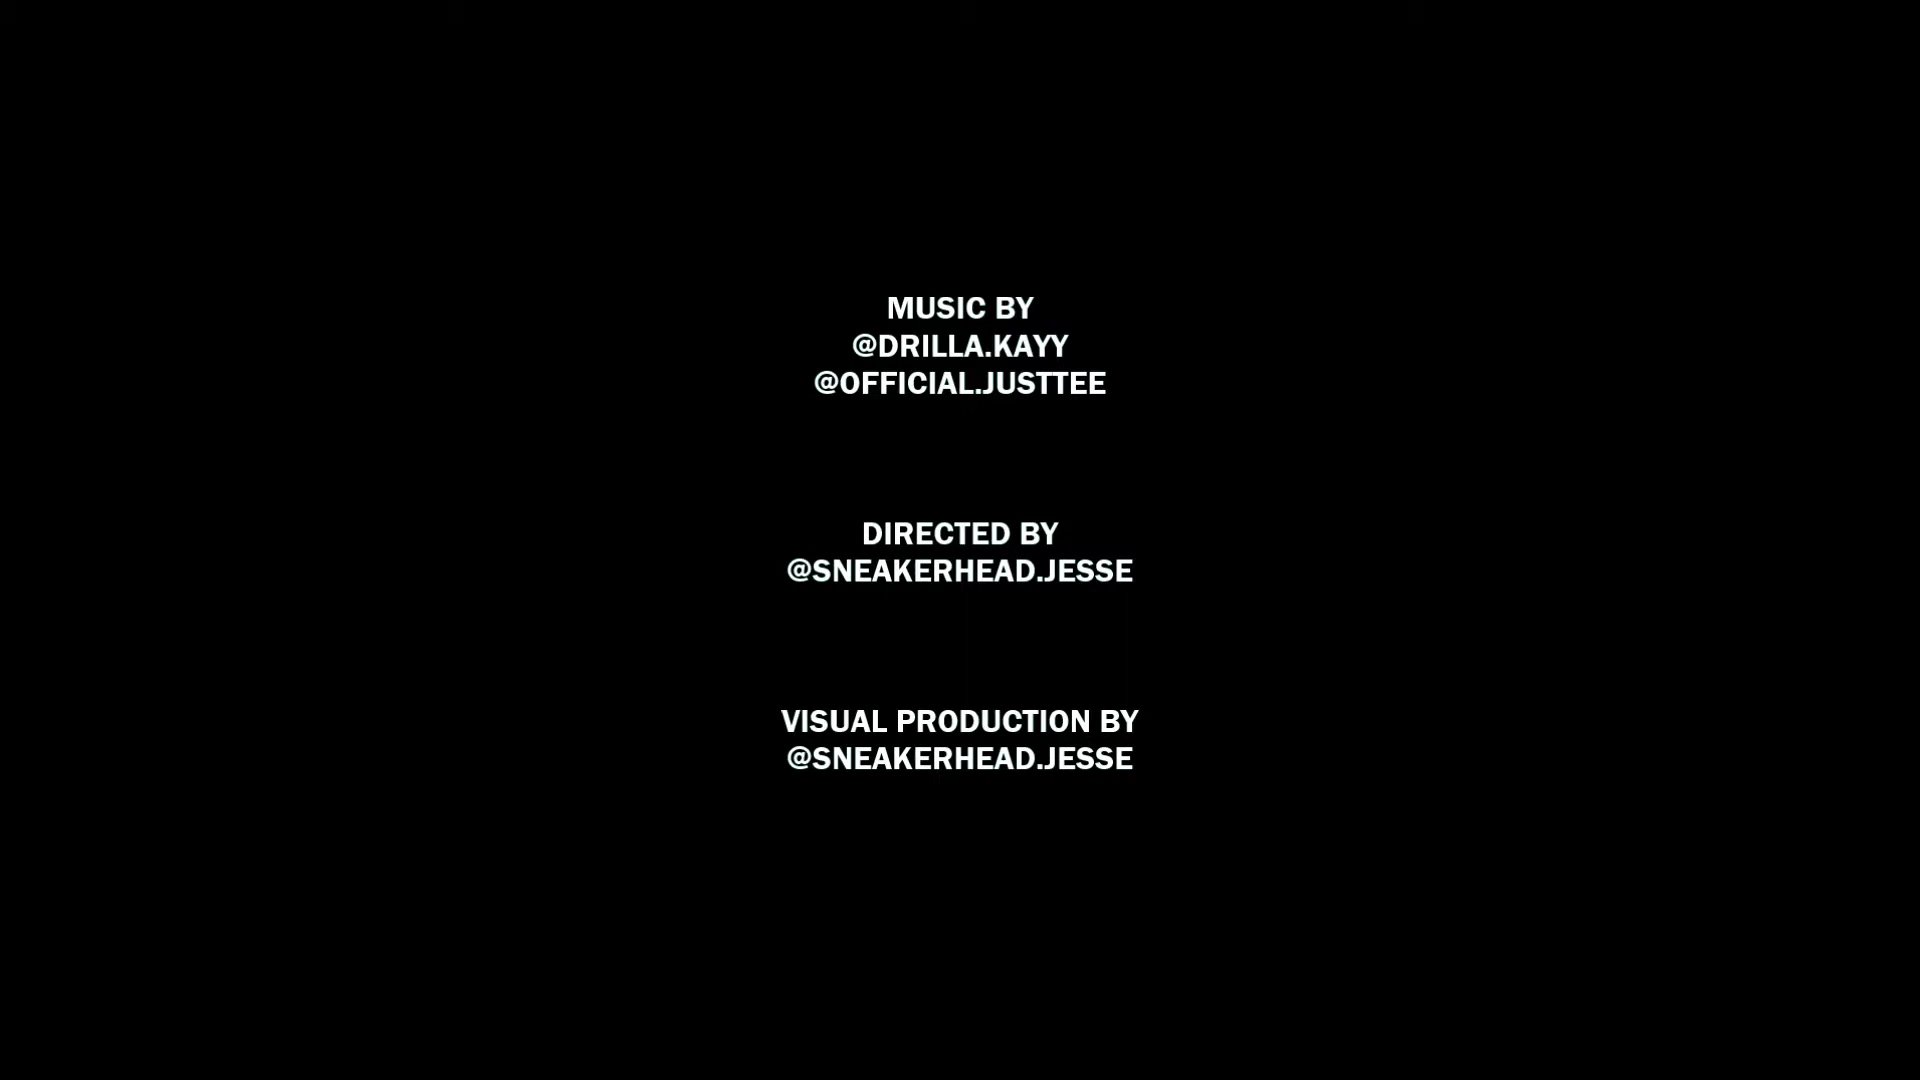 MUSIC BY
@DRILLA.KAYY
@OFFICIAL.JUSTTEE
DIRECTED BY
@SNEAKERHEAD.JESSE
VISUAL PRODUCTION BY
@SNEAKERHEAD.JESSE